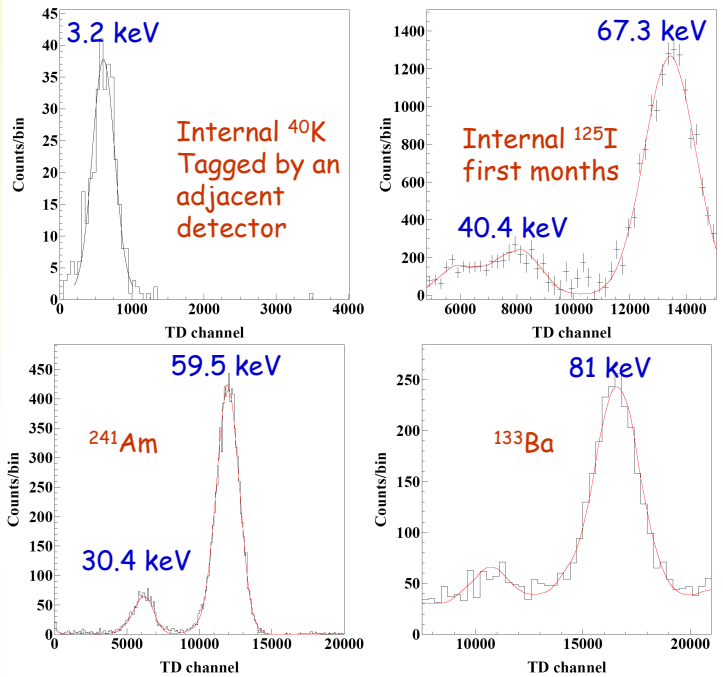 3.2 keV
Internal ⁴⁰K
Tagged by an
adjacent
detector
Counts/bin
45
40
35
30
25
20
15
10
5
0
0 1000 2000 3000 4000
TD channel
67.3 keV
Internal ¹²⁵I
first months
40.4 keV
Counts/bin
1400
1200
1000
800
600
400
200
0
6000 8000 10000 12000 14000
TD channel
59.5 keV
²⁴¹Am
30.4 keV
Counts/bin
450
400
350
300
250
200
150
100
50
0
0 5000 10000 15000 20000
TD channel
81 keV
¹³³Ba
Counts/bin
250
200
150
100
50
0
10000 15000 20000
TD channel